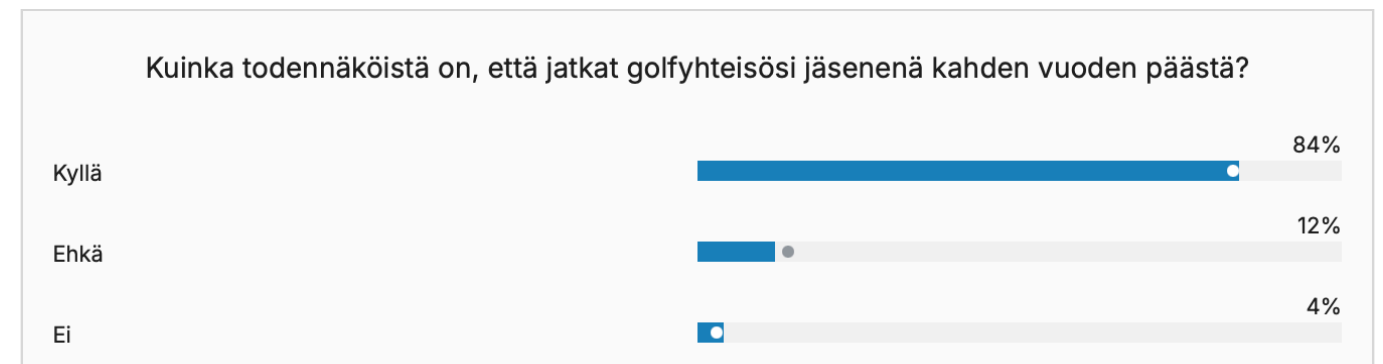 Kuinka todennäköistä on, että jatkat golfyhteisösi jäsenenä kahden vuoden päästä?
Kyllä 84%
Ehkä 12%
Ei 4%